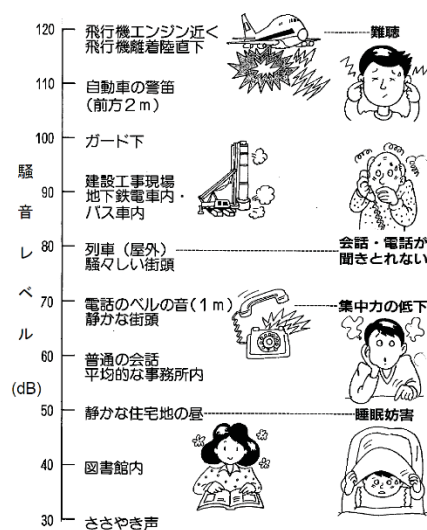 120
飛行機エンジン近く
飛行機離着陸直下
難聴
110
自動車の警笛
(前方2m)
100
ガード下
騒音レベル
(dB)
90
建設工事現場
地下鉄電車内・
バス車内
80
列車(屋外)
騒々しい街頭
会話・電話が
聞きとれない
70
電話のベルの音(1m)
静かな街頭
集中力の低下
60
普通の会話
平均的な事務所内
50
静かな住宅地の昼
睡眠妨害
40
図書館内
30
ささやき声